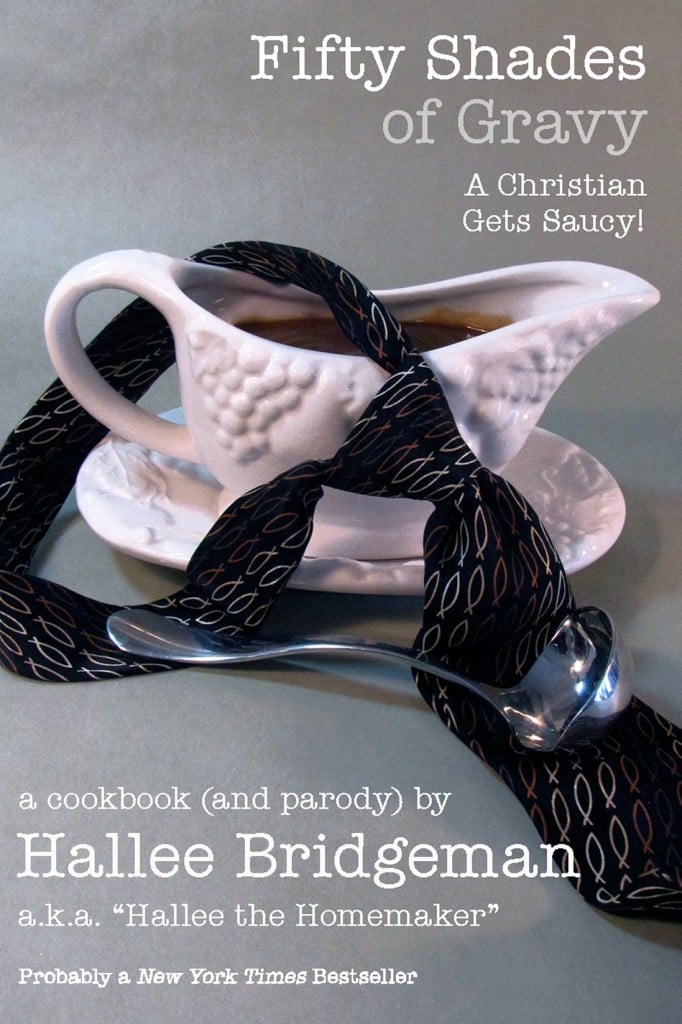 Fifty Shades
of Gravy
A Christian
Gets Saucy!
a cookbook (and parody) by
Hallee Bridgeman
a.k.a. “Hallee the Homemaker”
Probably a New York Times Bestseller